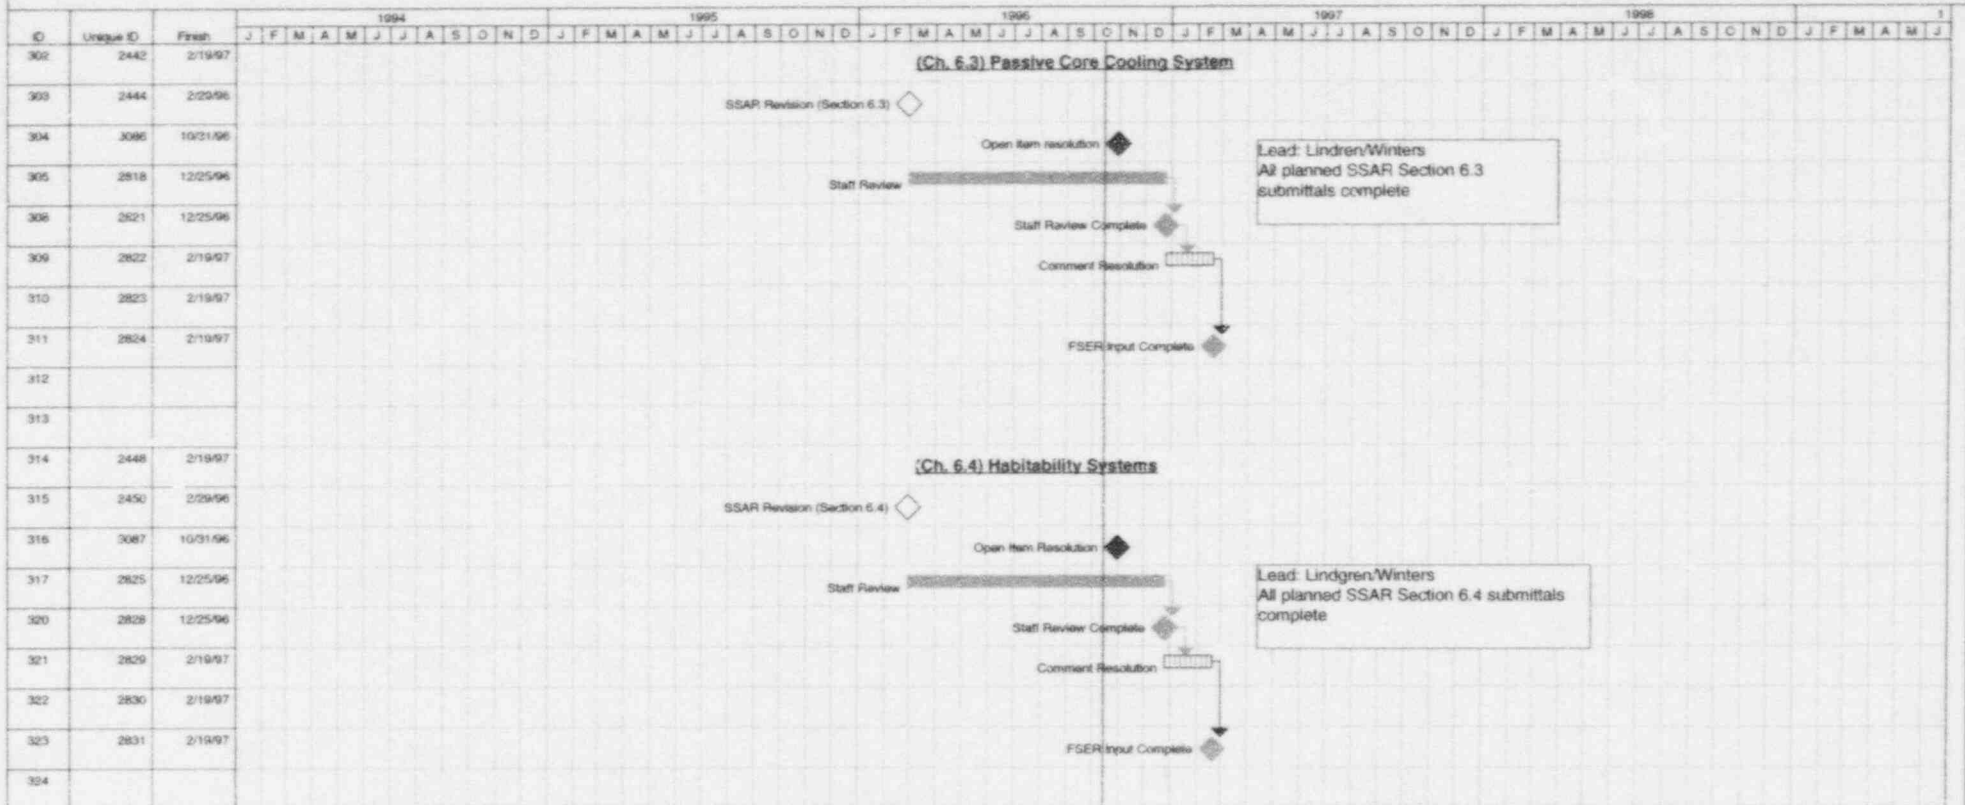 1994 1995 1996 1997 1998 1
ID Unique ID Finish J F M A M J J A S O N D J F M A M J J A S O N D J F M A M J J A S O N D J F M A M J J A S O N D J F M A M J J A S O N D J F M A M J
302 2442 2/19/97 (Ch. 6.3) Passive Core Cooling System
303 2444 2/29/96 SSAR Revision (Section 6.3)
304 3086 10/31/96 Open item resolution
305 2818 12/25/96 Staff Review
Lead: Lindren/Winters
All planned SSAR Section 6.3
submittals complete
308 2821 12/25/96 Staff Review Complete
309 2822 2/19/97 Comment Resolution
310 2823 2/19/97
311 2824 2/19/97 FSER Input Complete
312
313
314 2448 2/19/97 (Ch. 6.4) Habitability Systems
315 2450 2/29/96 SSAR Revision (Section 6.4)
316 3087 10/31/96 Open Item Resolution
317 2825 12/25/96 Staff Review
Lead: Lindgren/Winters
All planned SSAR Section 6.4 submittals
complete
320 2828 12/25/96 Staff Review Complete
321 2829 2/19/97 Comment Resolution
322 2830 2/19/97
323 2831 2/19/97 FSER Input Complete
324